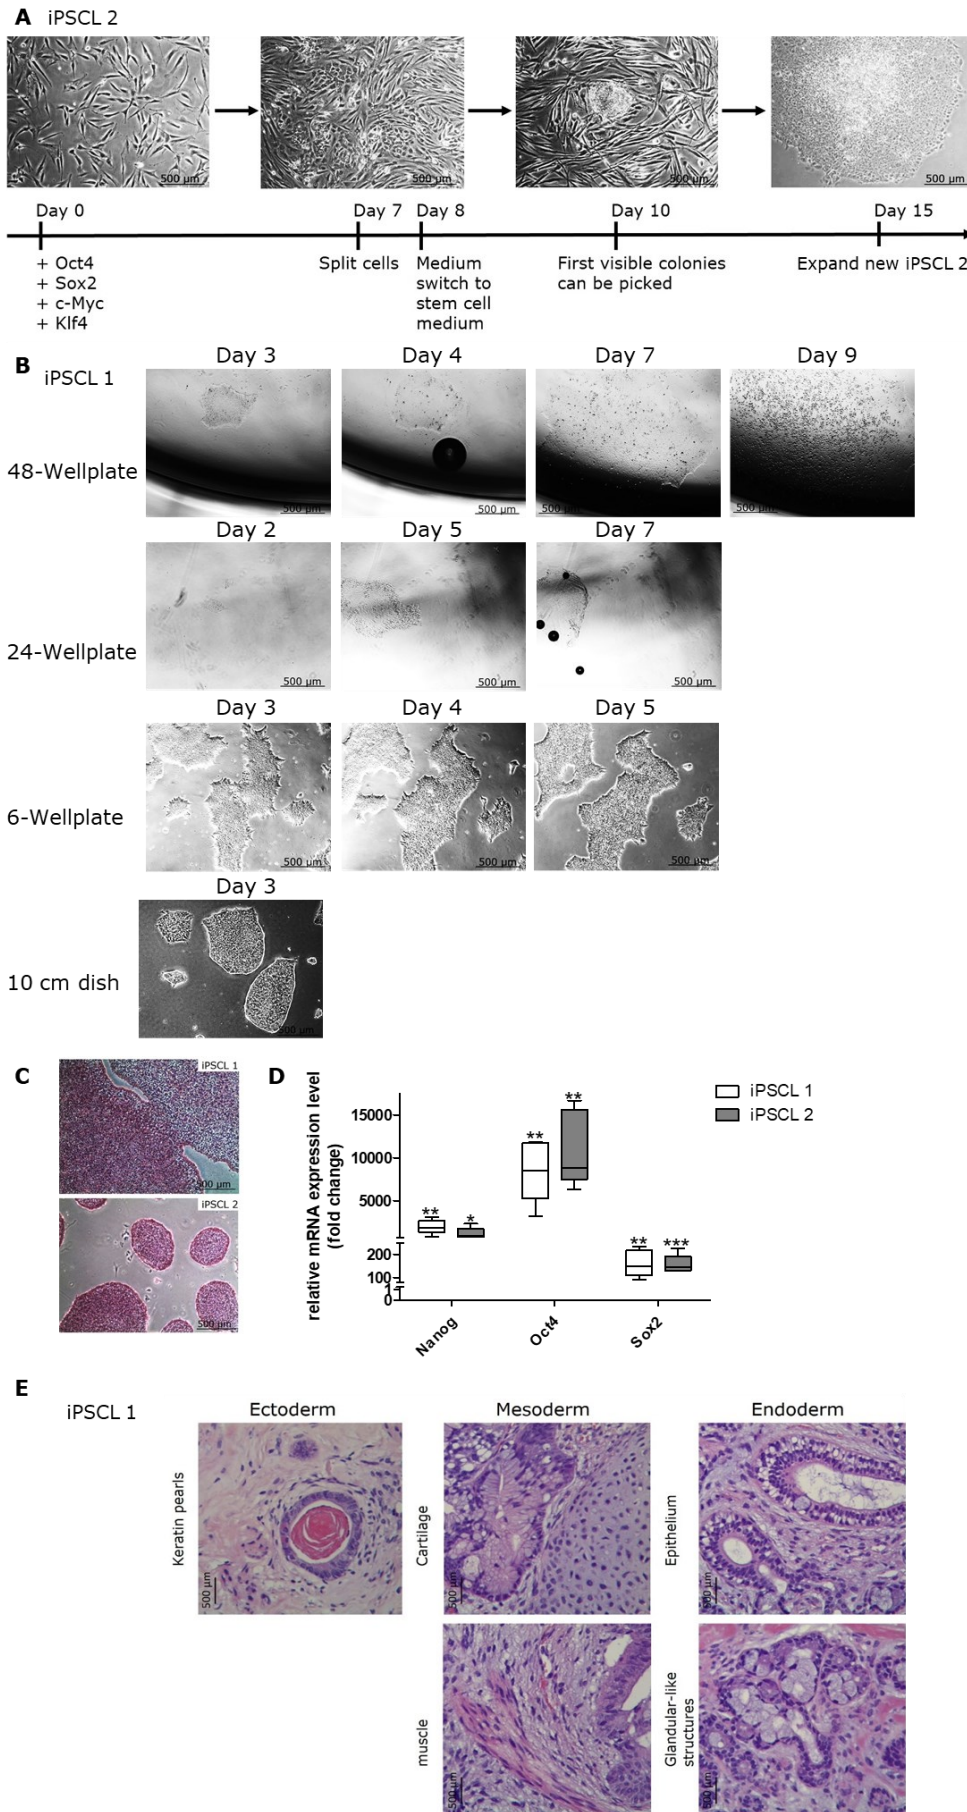 A iPSCL 2
500 µm 500 µm 500 µm 500 µm
Day 0 Day 7 Day 8 Day 10 Day 15
+ Oct4
+ Sox2
+ c-Myc
+ Klf4
Split cells
Medium
switch to
stem cell
medium
First visible colonies
can be picked
Expand new iPSCL 2
B iPSCL 1
Day 3 Day 4 Day 7 Day 9
48-Wellplate
500 µm 500 µm 500 µm 500 µm
Day 2 Day 5 Day 7
24-Wellplate
500 µm 500 µm 500 µm
Day 3 Day 4 Day 5
6-Wellplate
500 µm 500 µm 500 µm
Day 3
10 cm dish
500 µm
C
iPSCL 1
500 µm
iPSCL 2
500 µm
D
iPSCL 1
iPSCL 2
relative mRNA expression level
(fold change)
15000
10000
5000
200
100
1
0
** *
** **
** ***
Nanog Oct4 Sox2
E
iPSCL 1
Ectoderm Mesoderm Endoderm
Keratin pearls
500 µm
Cartilage
500 µm
Epithelium
500 µm
muscle
500 µm
Glandular-like
structures
500 µm